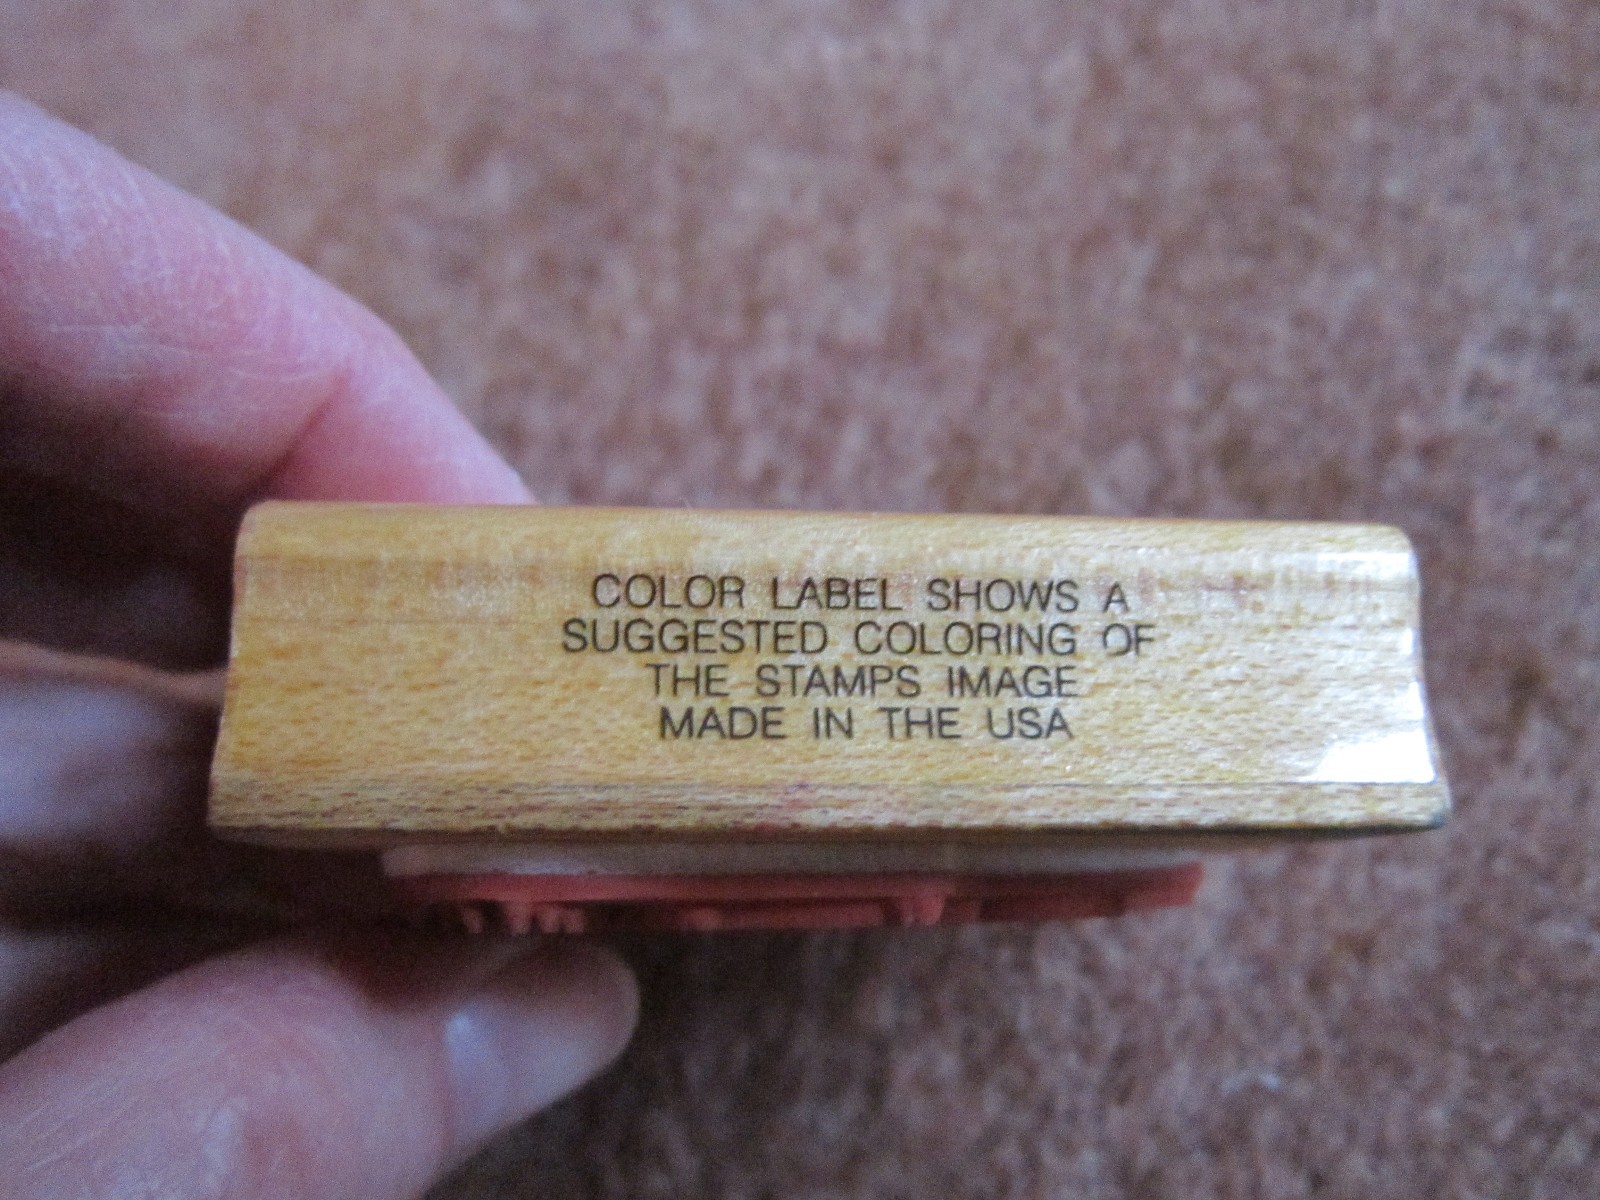 COLOR LABEL SHOWS A
SUGGESTED COLORING OF
THE STAMPS IMAGE
MADE IN THE USA